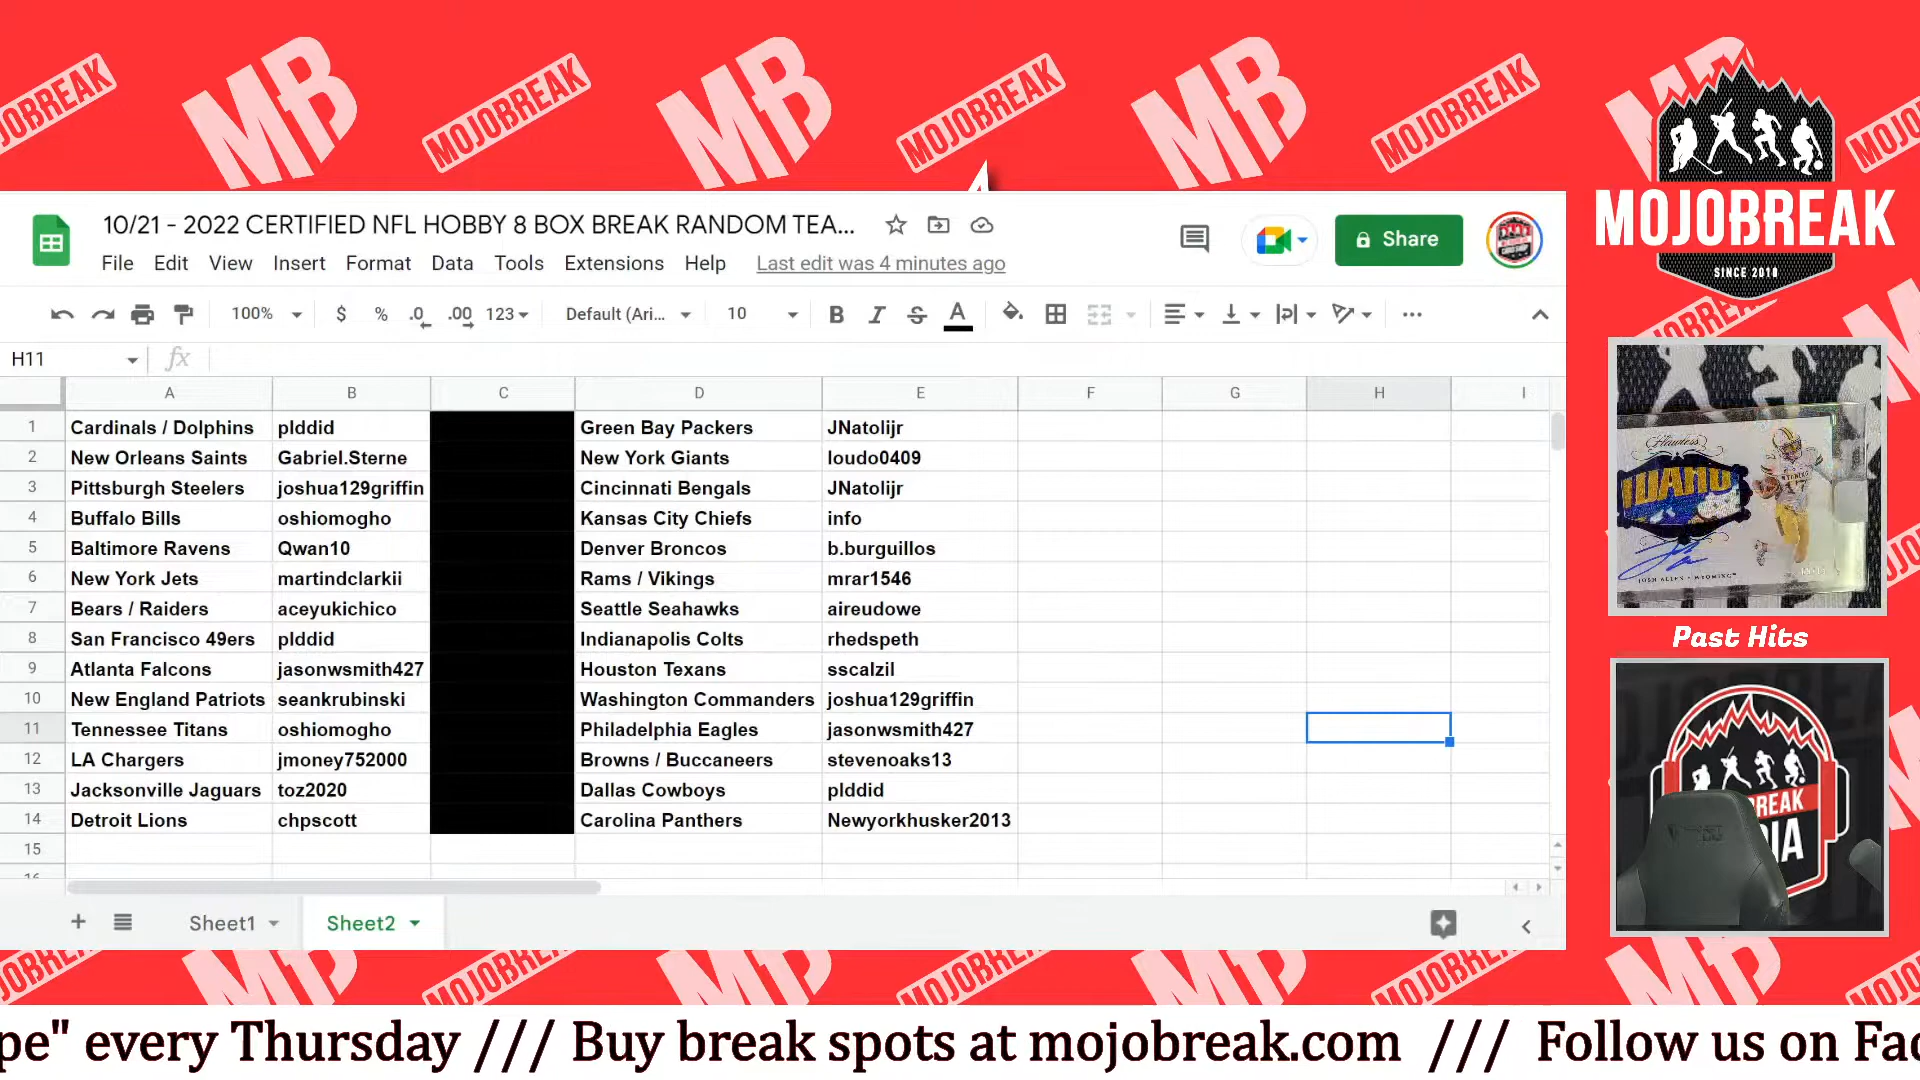 MOJOBREAK
SINCE 2010
10/21 - 2022 CERTIFIED NFL HOBBY 8 BOX BREAK RANDOM TEA...
Share
File Edit View Insert Format Data Tools Extensions Help Last edit was 4 minutes ago
100% $ % .0 .00 123 Default (Ari... 10 B I S A
H11 fx
A B C D E F G H I
1 Cardinals / Dolphins plddid Green Bay Packers JNatolijr
2 New Orleans Saints Gabriel.Sterne New York Giants loudo0409
3 Pittsburgh Steelers joshua129griffin Cincinnati Bengals JNatolijr
4 Buffalo Bills oshiomogho Kansas City Chiefs info
5 Baltimore Ravens Qwan10 Denver Broncos b.burguillos
6 New York Jets martindclarkii Rams / Vikings mrar1546
7 Bears / Raiders aceyukichico Seattle Seahawks aireudowe
8 San Francisco 49ers plddid Indianapolis Colts rhedspeth
9 Atlanta Falcons jasonwsmith427 Houston Texans sscalzil
10 New England Patriots seankrubinski Washington Commanders joshua129griffin
11 Tennessee Titans oshiomogho Philadelphia Eagles jasonwsmith427
12 LA Chargers jmoney752000 Browns / Buccaneers stevenoaks13
13 Jacksonville Jaguars toz2020 Dallas Cowboys plddid
14 Detroit Lions chpscott Carolina Panthers Newyorkhusker2013
15
16
Sheet1 Sheet2
Flawless
JOSH ALLEN • WYOMING
Past Hits
pe" every Thursday /// Buy break spots at mojobreak.com /// Follow us on Fac